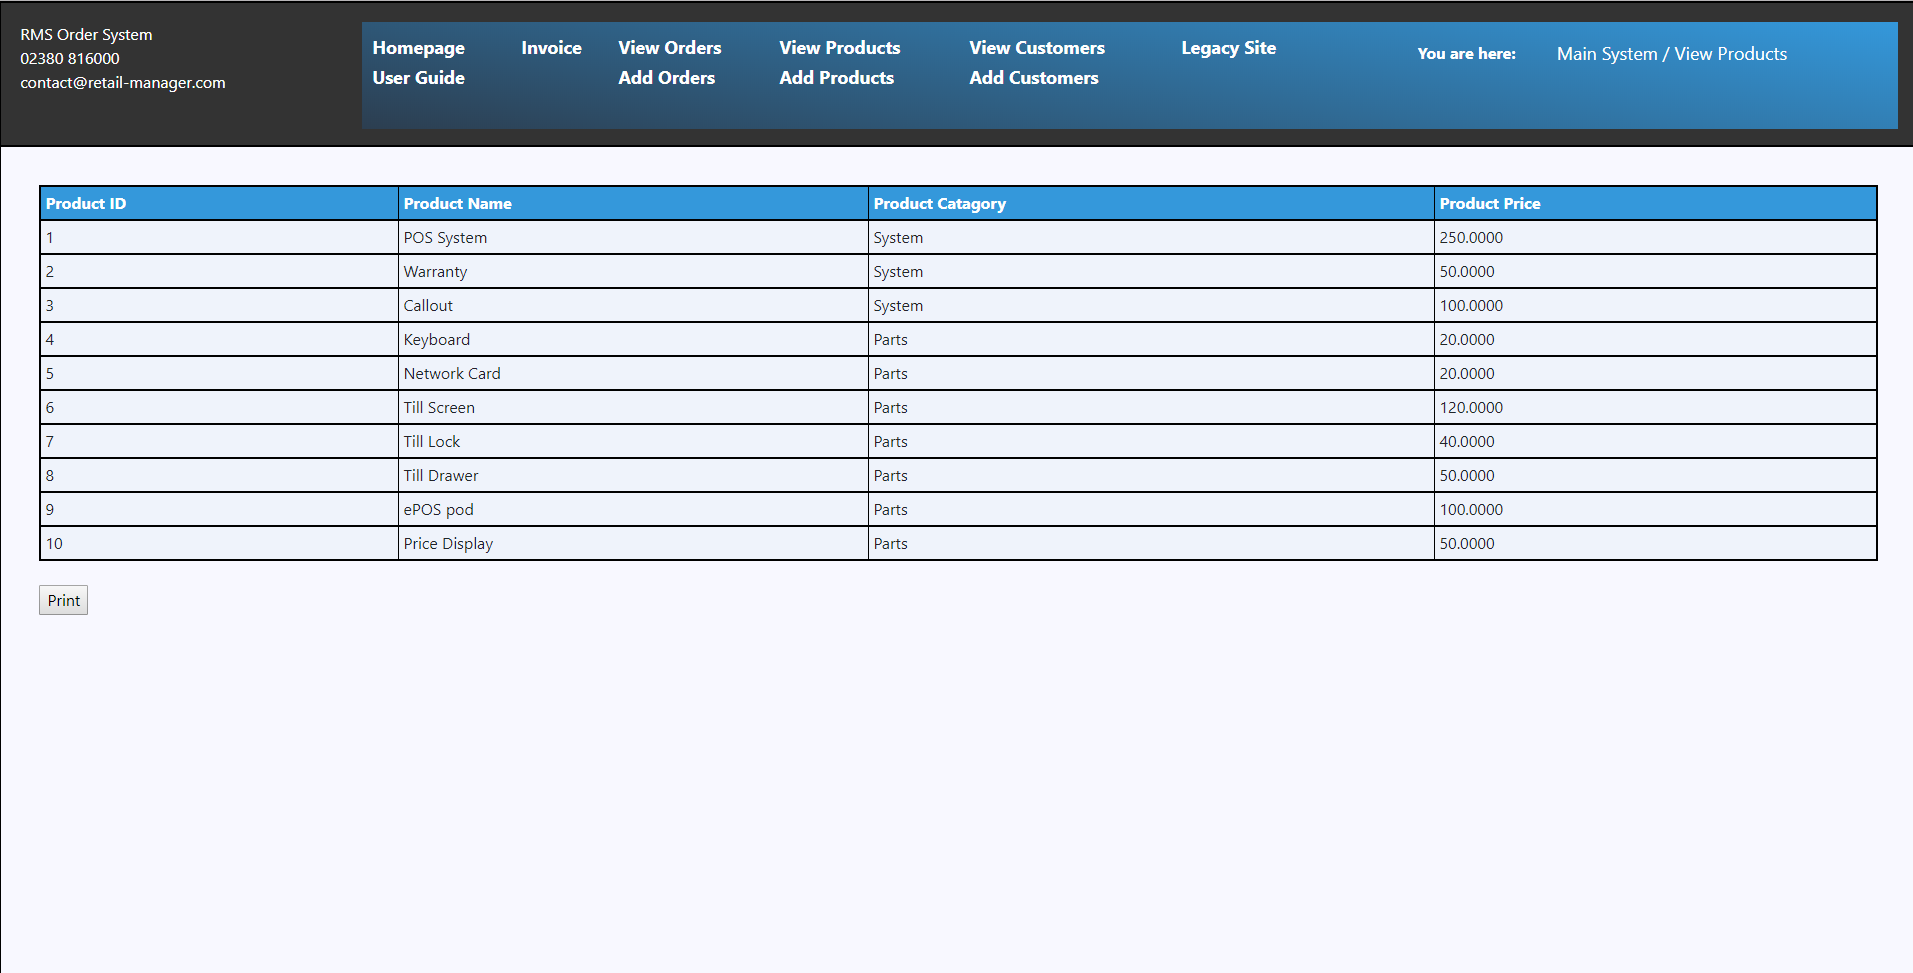 RMS Order System
02380 816000
contact@retail-manager.com
Homepage Invoice View Orders View Products View Customers Legacy Site
User Guide Add Orders Add Products Add Customers
You are here: Main System / View Products
Product ID Product Name Product Catagory Product Price
1 POS System System 250.0000
2 Warranty System 50.0000
3 Callout System 100.0000
4 Keyboard Parts 20.0000
5 Network Card Parts 20.0000
6 Till Screen Parts 120.0000
7 Till Lock Parts 40.0000
8 Till Drawer Parts 50.0000
9 ePOS pod Parts 100.0000
10 Price Display Parts 50.0000
Print